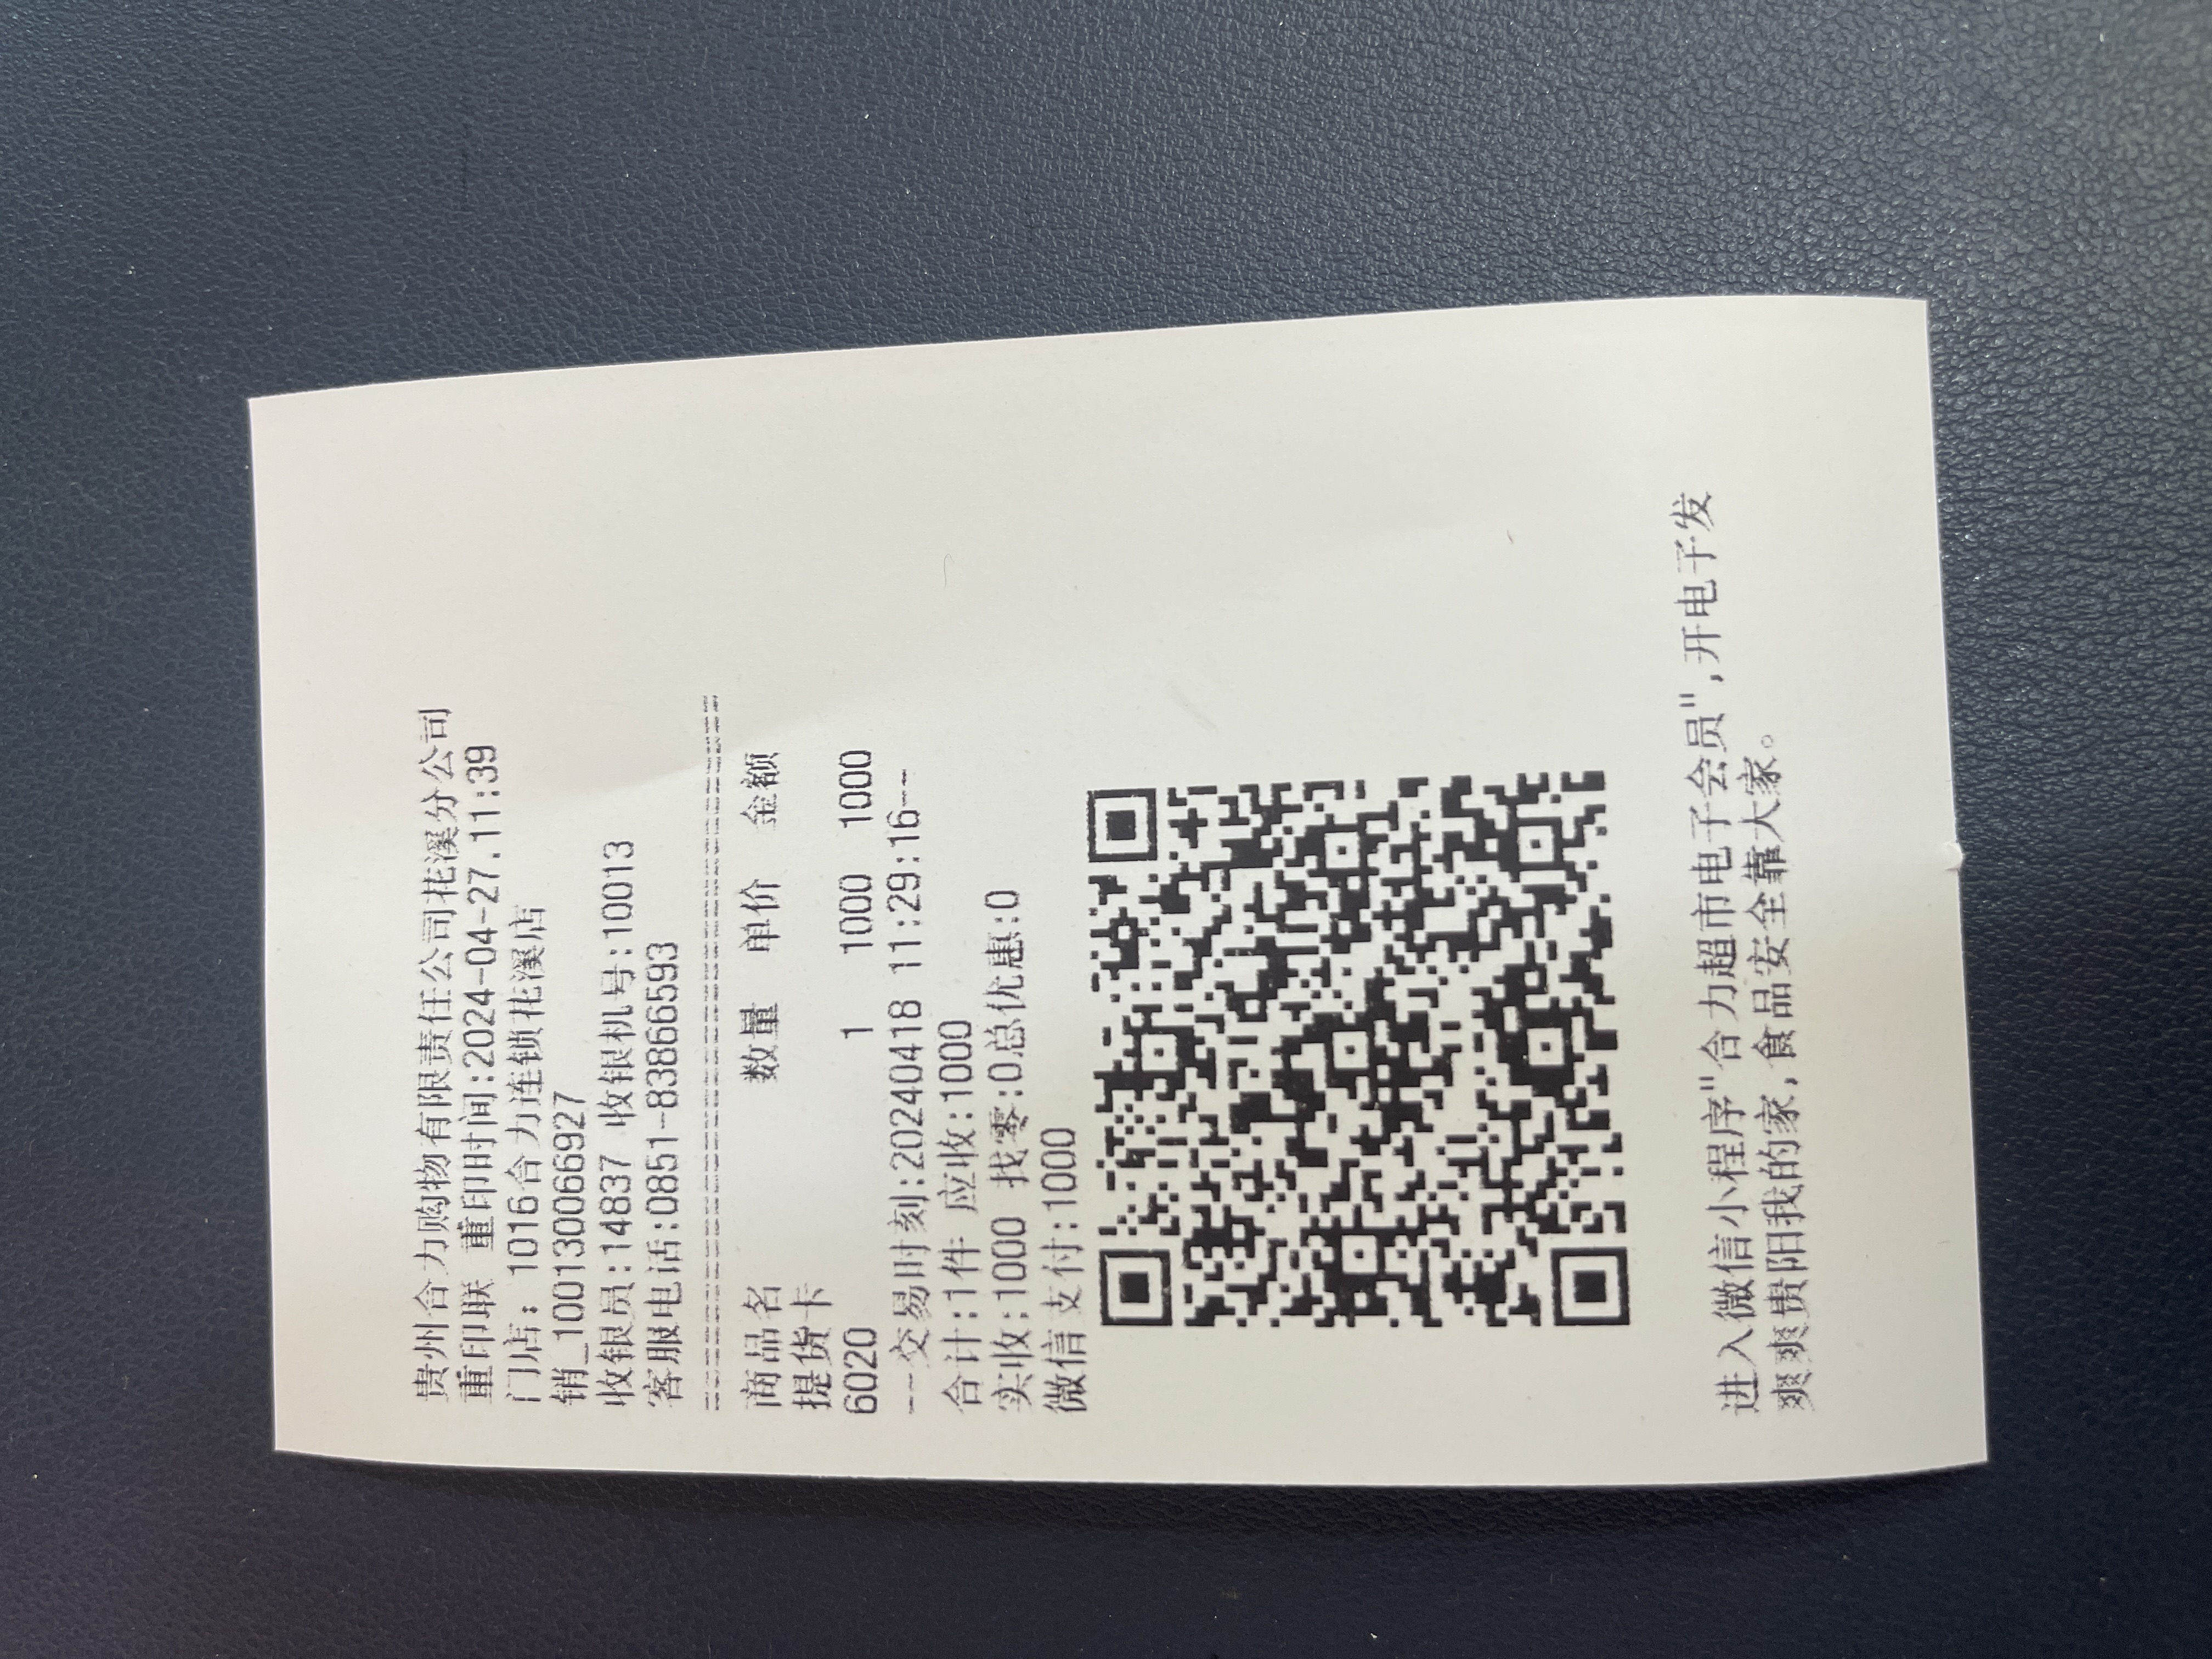 贵州合力购物有限责任公司花溪分公司
重印联 重印时间:2024-04-27.11:39
门店: 1016合力连锁花溪店
销_100130066927
收银员:14837 收银机号:10013
客服电话:0851-83866593
商品名 数量 单价 金额
提货卡
6020 1 1000 1000
--交易时刻:20240418 11:29:16--
合计:1件 应收:1000
实收:1000 找零:0总优惠:0
微信支付:1000
进入微信小程序"合力超市电子会员",开电子发
爽爽贵阳我的家,食品安全靠大家。